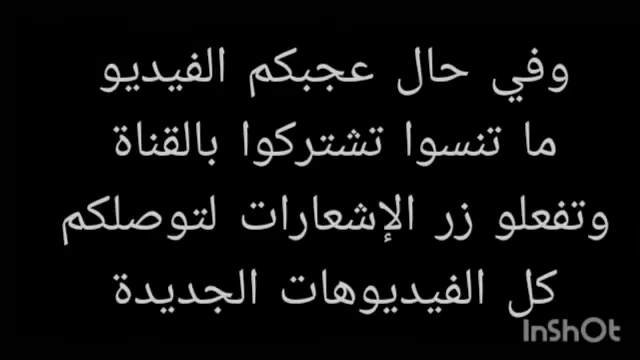 وفي حال عجبكم الفيديو
ما تنسوا تشتركوا بالقناة
وتفعلو زر الإشعارات لتوصلكم
كل الفيديوهات الجديدة
InShOt